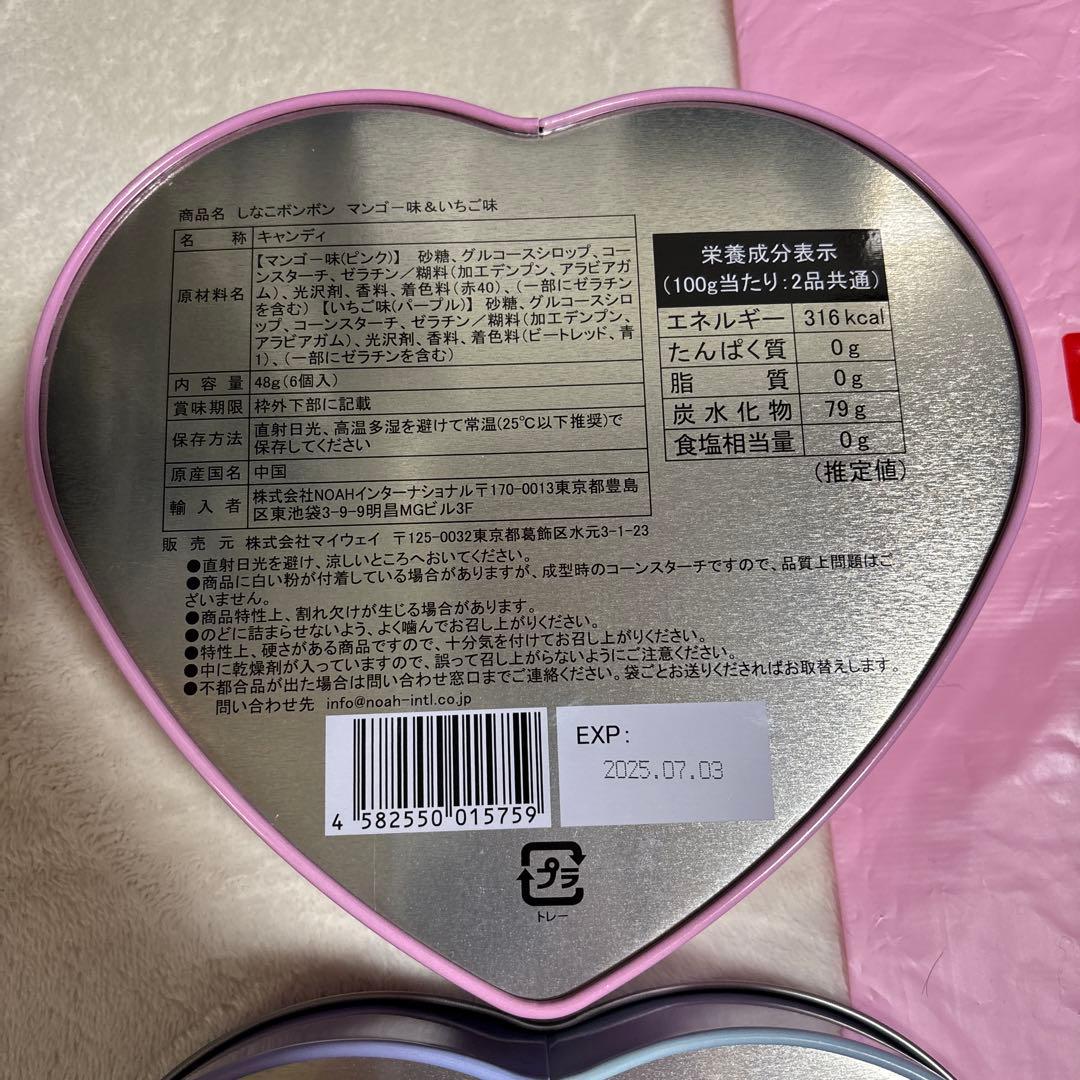 商品名 しなこボンボン マンゴー味＆いちご味
名 称 キャンディ
原材料名 【マンゴー味(ピンク)】 砂糖、グルコースシロップ、コー
ンスターチ、ゼラチン／糊料(加工デンプン、アラビアガ
ム)、光沢剤、香料、着色料(赤40)、(一部にゼラチン
を含む)【いちご味(パープル)】 砂糖、グルコースシロ
ップ、コーンスターチ、ゼラチン／糊料(加工デンプン、
アラビアガム)、光沢剤、香料、着色料(ビートレッド、青
1)、(一部にゼラチンを含む)
内 容 量 48g(6個入)
賞味期限 枠外下部に記載
保存方法 直射日光、高温多湿を避けて常温(25℃以下推奨)で
保存してください
原産国名 中国
輸 入 者 株式会社NOAHインターナショナル〒170-0013東京都豊島
区東池袋3-9-9明昌MGビル3F
販 売 元 株式会社マイウェイ 〒125-0032東京都葛飾区水元3-1-23
栄養成分表示
(100g当たり:2品共通)
エネルギー 316kcal
たんぱく質 0g
脂 質 0g
炭水化物 79g
食塩相当量 0g
(推定値)
●直射日光を避け、涼しいところへおいてください。
●商品に白い粉が付着している場合がありますが、成型時のコーンスターチですので、品質上問題はご
ざいません。
●商品特性上、割れ欠けが生じる場合があります。
●のどに詰まらせないよう、よく噛んでお召し上がりください。
●特性上、硬さがある商品ですので、十分気を付けてお召し上がりください。
●中に乾燥剤が入っていますので、誤って召し上がらないようにご注意ください。
●不都合品が出た場合は問い合わせ窓口までご連絡ください。袋ごとお送りくださればお取替えします
問い合わせ先 info@noah-intl.co.jp
4 582550 015759
EXP:
2025.07.03
プラ
トレー